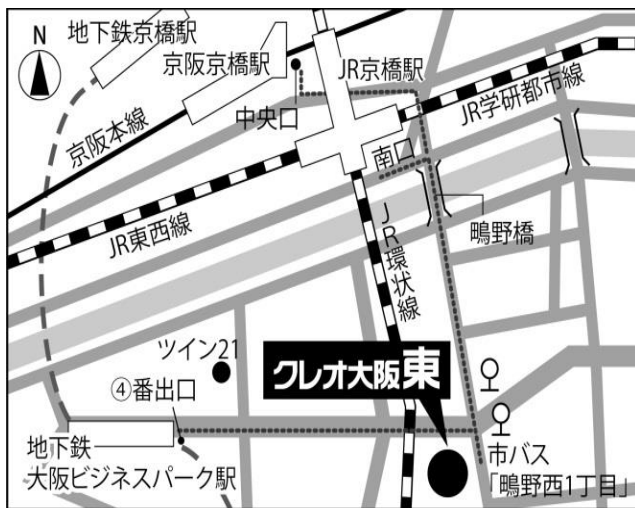 N
地下鉄京橋駅
京阪京橋駅
JR京橋駅
中央口
京阪本線
JR学研都市線
南口
JR東西線
JR環状線
鴫野橋
ツイン21
クレオ大阪東
④番出口
地下鉄
大阪ビジネスパーク駅
市バス
「鴫野西1丁目」